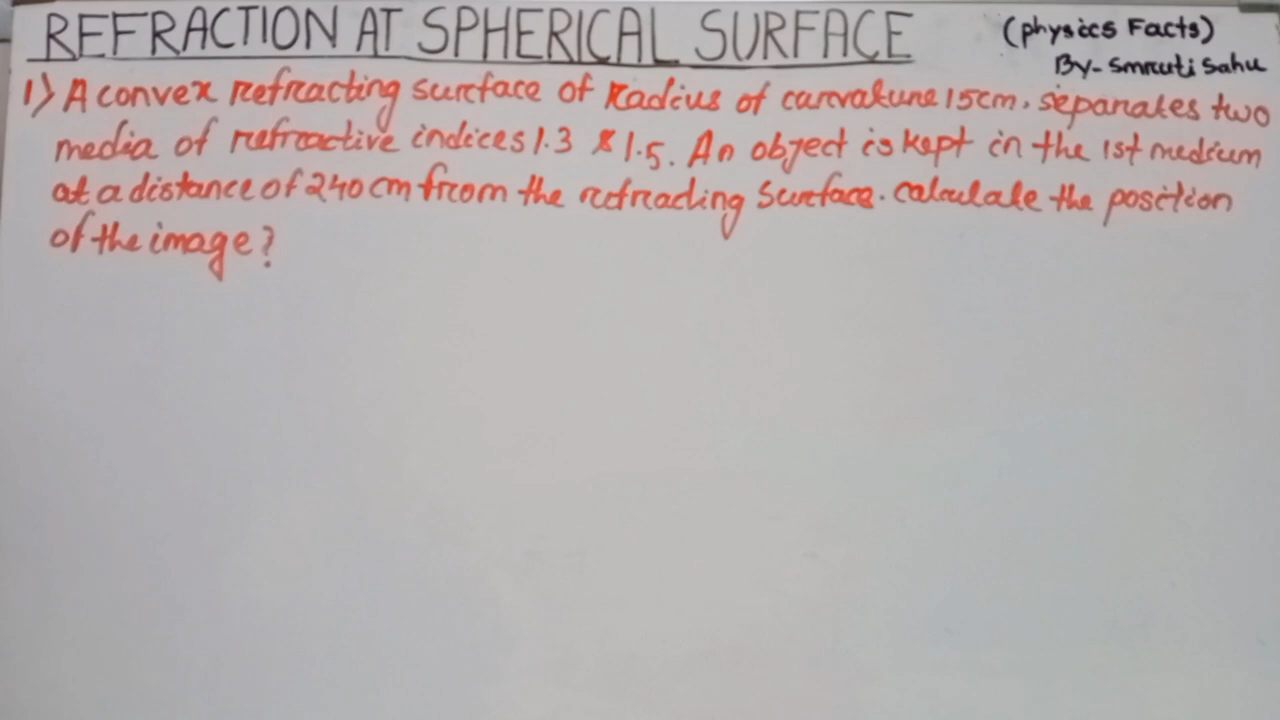 REFRACTION AT SPHERICAL SURFACE
(physics Facts)
By- Smruti Sahu
1) A convex refracting surface of Radius of curvature 15cm, separates two
media of refractive indices 1.3 & 1.5. An object is kept in the 1st medium
at a distance of 240 cm from the refracting surface. calculate the position
of the image?